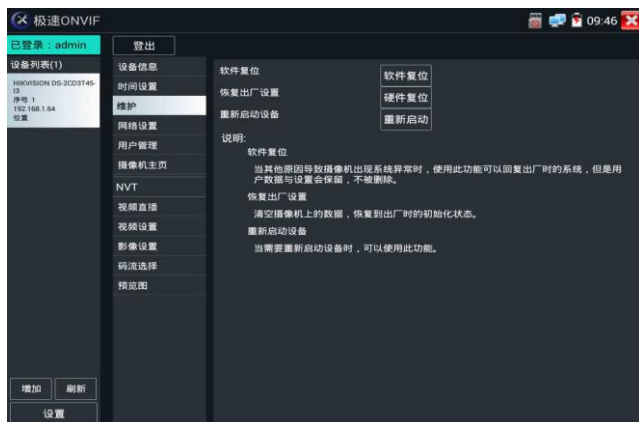 极速ONVIF
09:46
已登录：admin
登出
设备列表(1)
HIKVISION DS-2CD3T45-I3
序号 1
192.168.1.64
位置
设备信息
时间设置
维护
网络设置
用户管理
摄像机主页
NVT
视频直播
视频设置
影像设置
码流选择
预览图
软件复位
软件复位
恢复出厂设置
硬件复位
重新启动设备
重新启动
说明:
软件复位
当其他原因导致摄像机出现系统异常时，使用此功能可以回复出厂时的系统，但是用
户数据与设置会保留，不被删除。
恢复出厂设置
清空摄像机上的数据，恢复到出厂时的初始化状态。
重新启动设备
当需要重新启动设备时，可以使用此功能。
增加
刷新
设置